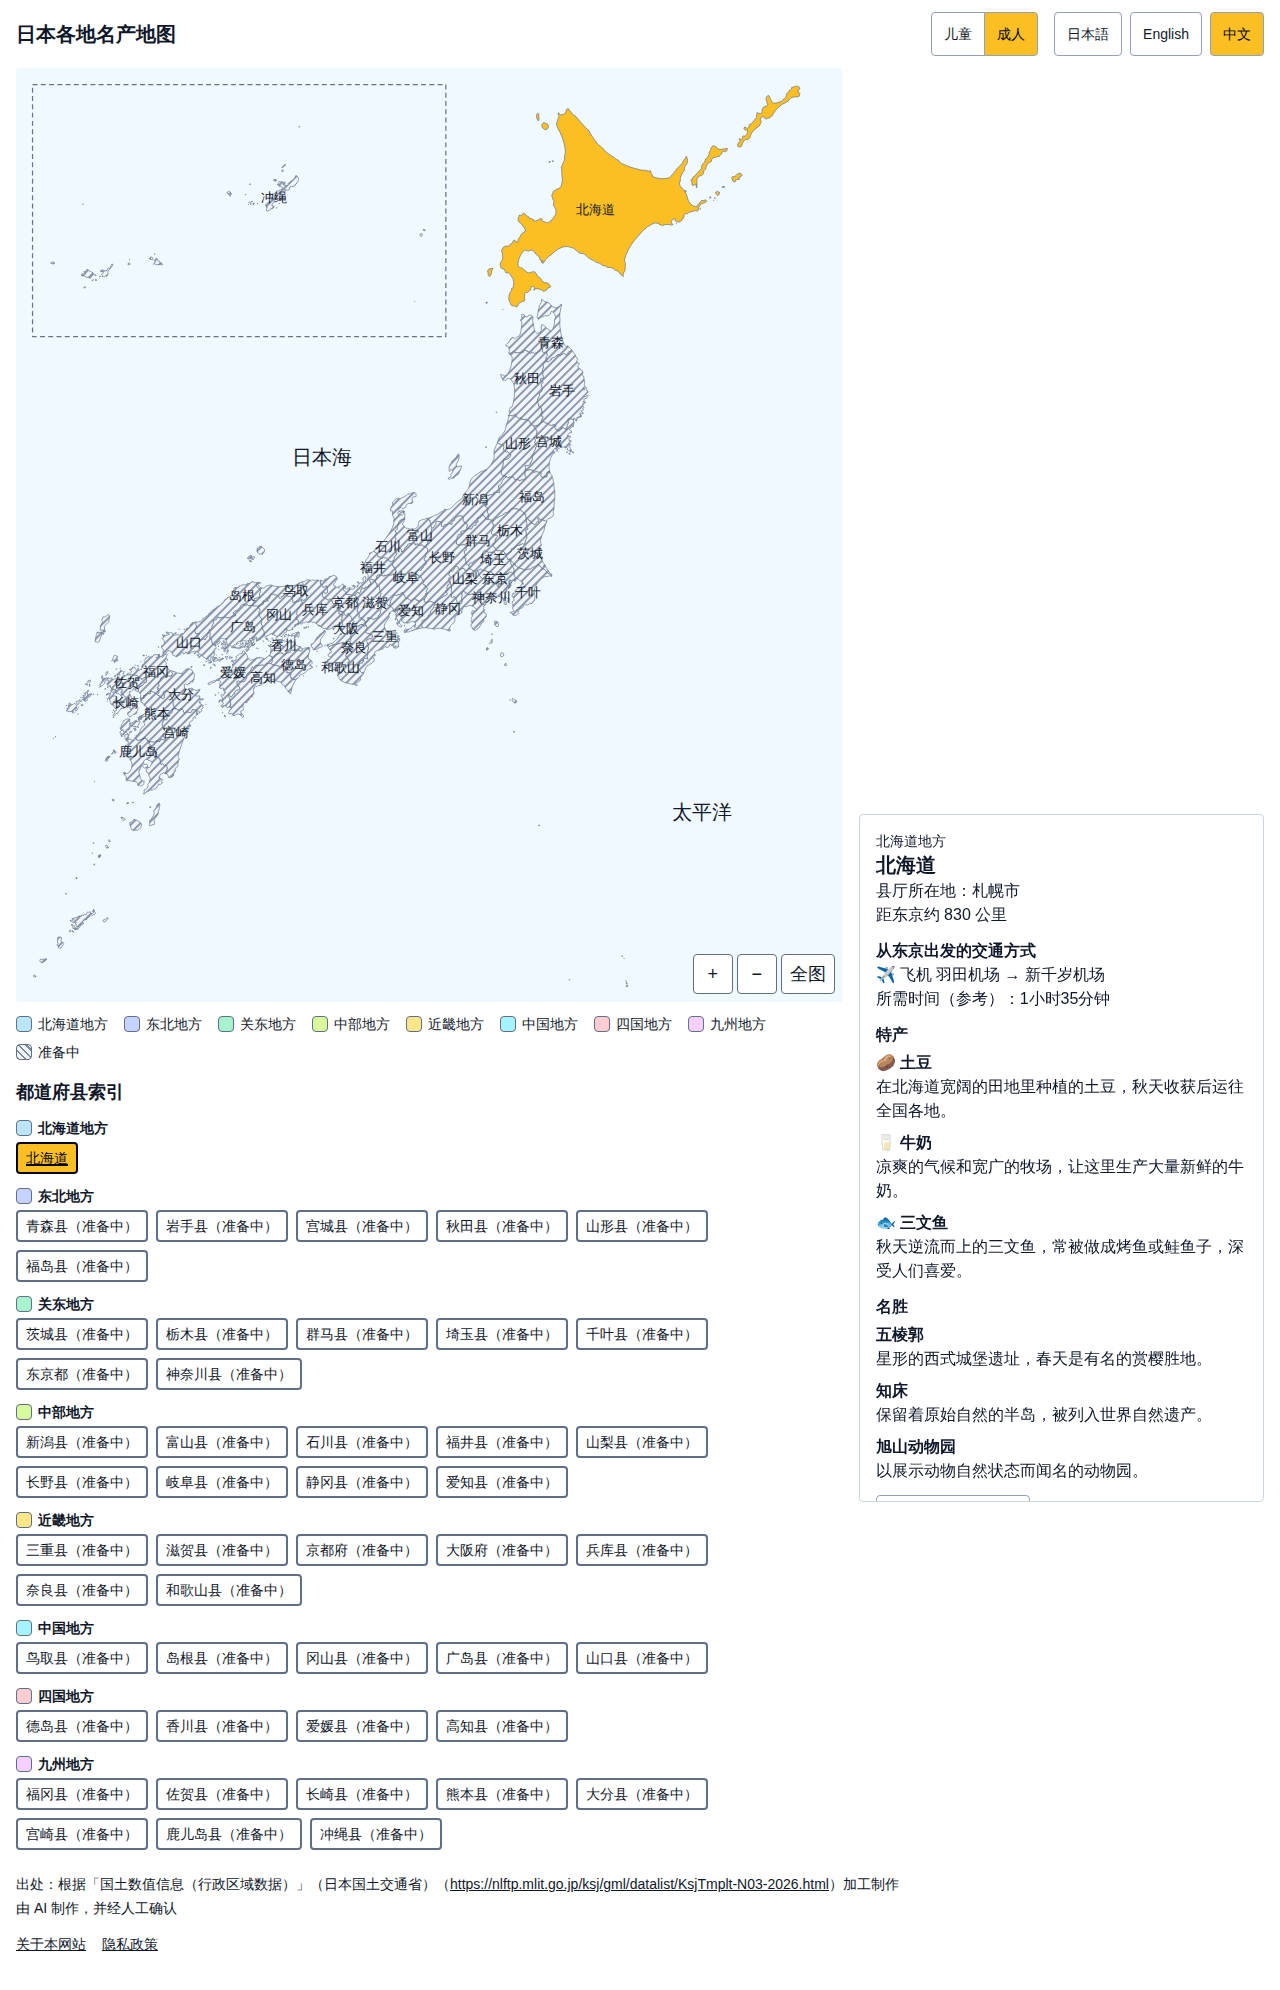 日本各地名产地图
儿童 成人 日本語 English 中文
冲绳
北海道
青森
秋田
岩手
山形 宫城
日本海
新潟 福岛
富山 群马 栃木
石川 长野 埼玉 茨城
福井 岐阜 山梨 东京
岛根 鸟取 京都 滋贺 神奈川 千叶
冈山 兵库 爱知 静冈
广岛 大阪 三重
山口 香川 奈良
福冈 爱媛 高知 德岛 和歌山
佐贺 大分
长崎 熊本
宫崎
鹿儿岛
太平洋
+ − 全图
北海道地方 东北地方 关东地方 中部地方 近畿地方 中国地方 四国地方 九州地方
准备中
都道府县索引
北海道地方
北海道
东北地方
青森县（准备中） 岩手县（准备中） 宫城县（准备中） 秋田县（准备中） 山形县（准备中）
福岛县（准备中）
关东地方
茨城县（准备中） 栃木县（准备中） 群马县（准备中） 埼玉县（准备中） 千叶县（准备中）
东京都（准备中） 神奈川县（准备中）
中部地方
新潟县（准备中） 富山县（准备中） 石川县（准备中） 福井县（准备中） 山梨县（准备中）
长野县（准备中） 岐阜县（准备中） 静冈县（准备中） 爱知县（准备中）
近畿地方
三重县（准备中） 滋贺县（准备中） 京都府（准备中） 大阪府（准备中） 兵库县（准备中）
奈良县（准备中） 和歌山县（准备中）
中国地方
鸟取县（准备中） 岛根县（准备中） 冈山县（准备中） 广岛县（准备中） 山口县（准备中）
四国地方
德岛县（准备中） 香川县（准备中） 爱媛县（准备中） 高知县（准备中）
九州地方
福冈县（准备中） 佐贺县（准备中） 长崎县（准备中） 熊本县（准备中） 大分县（准备中）
宫崎县（准备中） 鹿儿岛县（准备中） 冲绳县（准备中）
北海道地方
北海道
县厅所在地：札幌市
距东京约 830 公里
从东京出发的交通方式
✈️ 飞机 羽田机场 → 新千岁机场
所需时间（参考）：1小时35分钟
特产
🥔 土豆
在北海道宽阔的田地里种植的土豆，秋天收获后运往
全国各地。
🥛 牛奶
凉爽的气候和宽广的牧场，让这里生产大量新鲜的牛
奶。
🐟 三文鱼
秋天逆流而上的三文鱼，常被做成烤鱼或鲑鱼子，深
受人们喜爱。
名胜
五棱郭
星形的西式城堡遗址，春天是有名的赏樱胜地。
知床
保留着原始自然的半岛，被列入世界自然遗产。
旭山动物园
以展示动物自然状态而闻名的动物园。
出处：根据「国土数值信息（行政区域数据）」（日本国土交通省）（https://nlftp.mlit.go.jp/ksj/gml/datalist/KsjTmplt-N03-2026.html）加工制作
由 AI 制作，并经人工确认
关于本网站 隐私政策